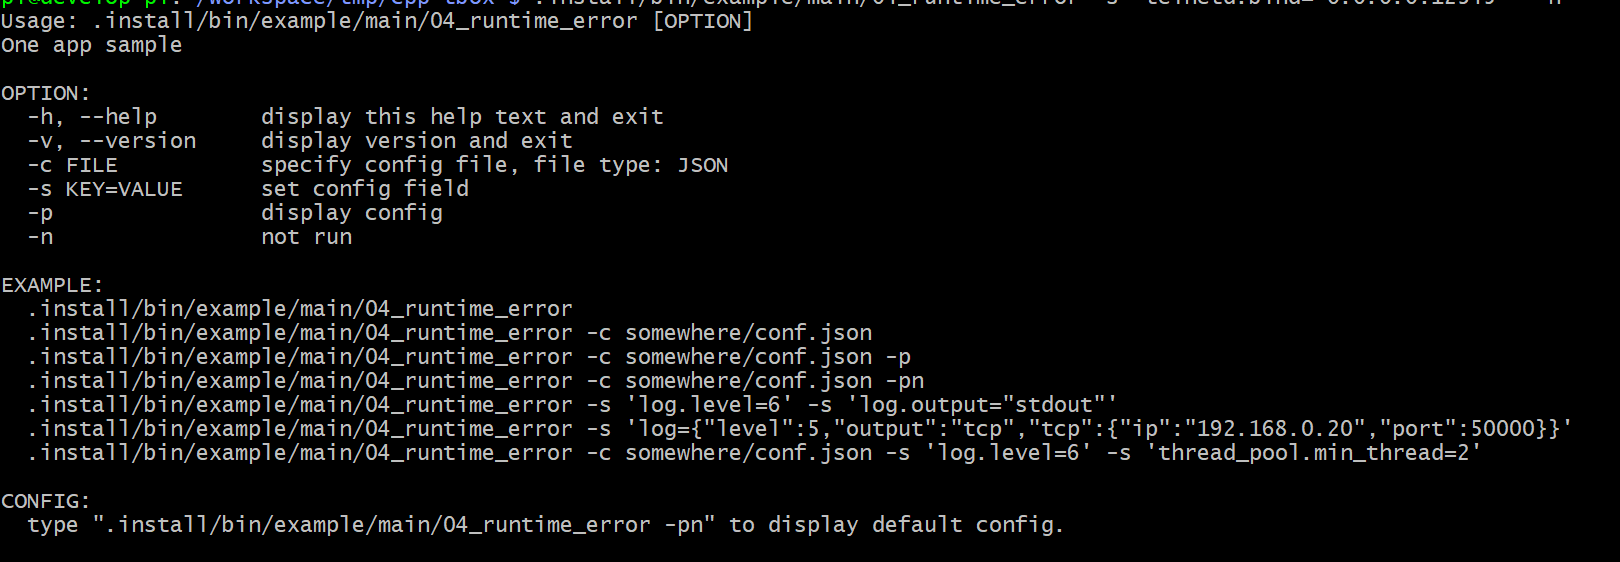 Usage: .install/bin/example/main/04_runtime_error [OPTION]
One app sample
OPTION:
-h, --help display this help text and exit
-v, --version display version and exit
-c FILE specify config file, file type: JSON
-s KEY=VALUE set config field
-p display config
-n not run
EXAMPLE:
.install/bin/example/main/04_runtime_error
.install/bin/example/main/04_runtime_error -c somewhere/conf.json
.install/bin/example/main/04_runtime_error -c somewhere/conf.json -p
.install/bin/example/main/04_runtime_error -c somewhere/conf.json -pn
.install/bin/example/main/04_runtime_error -s 'log.level=6' -s 'log.output="stdout"'
.install/bin/example/main/04_runtime_error -s 'log={"level":5,"output":"tcp","tcp":{"ip":"192.168.0.20","port":50000}}'
.install/bin/example/main/04_runtime_error -c somewhere/conf.json -s 'log.level=6' -s 'thread_pool.min_thread=2'
CONFIG:
type ".install/bin/example/main/04_runtime_error -pn" to display default config.